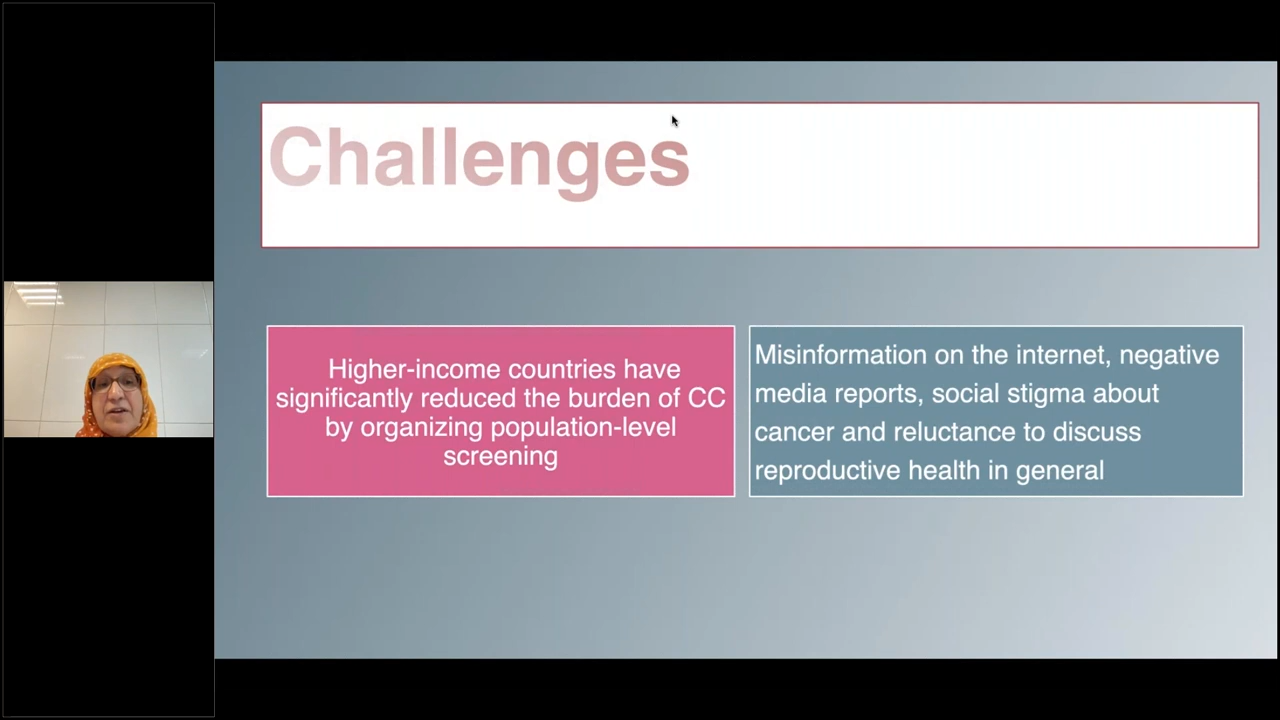 Challenges
Higher-income countries have
significantly reduced the burden of CC
by organizing population-level
screening
Misinformation on the internet, negative
media reports, social stigma about
cancer and reluctance to discuss
reproductive health in general